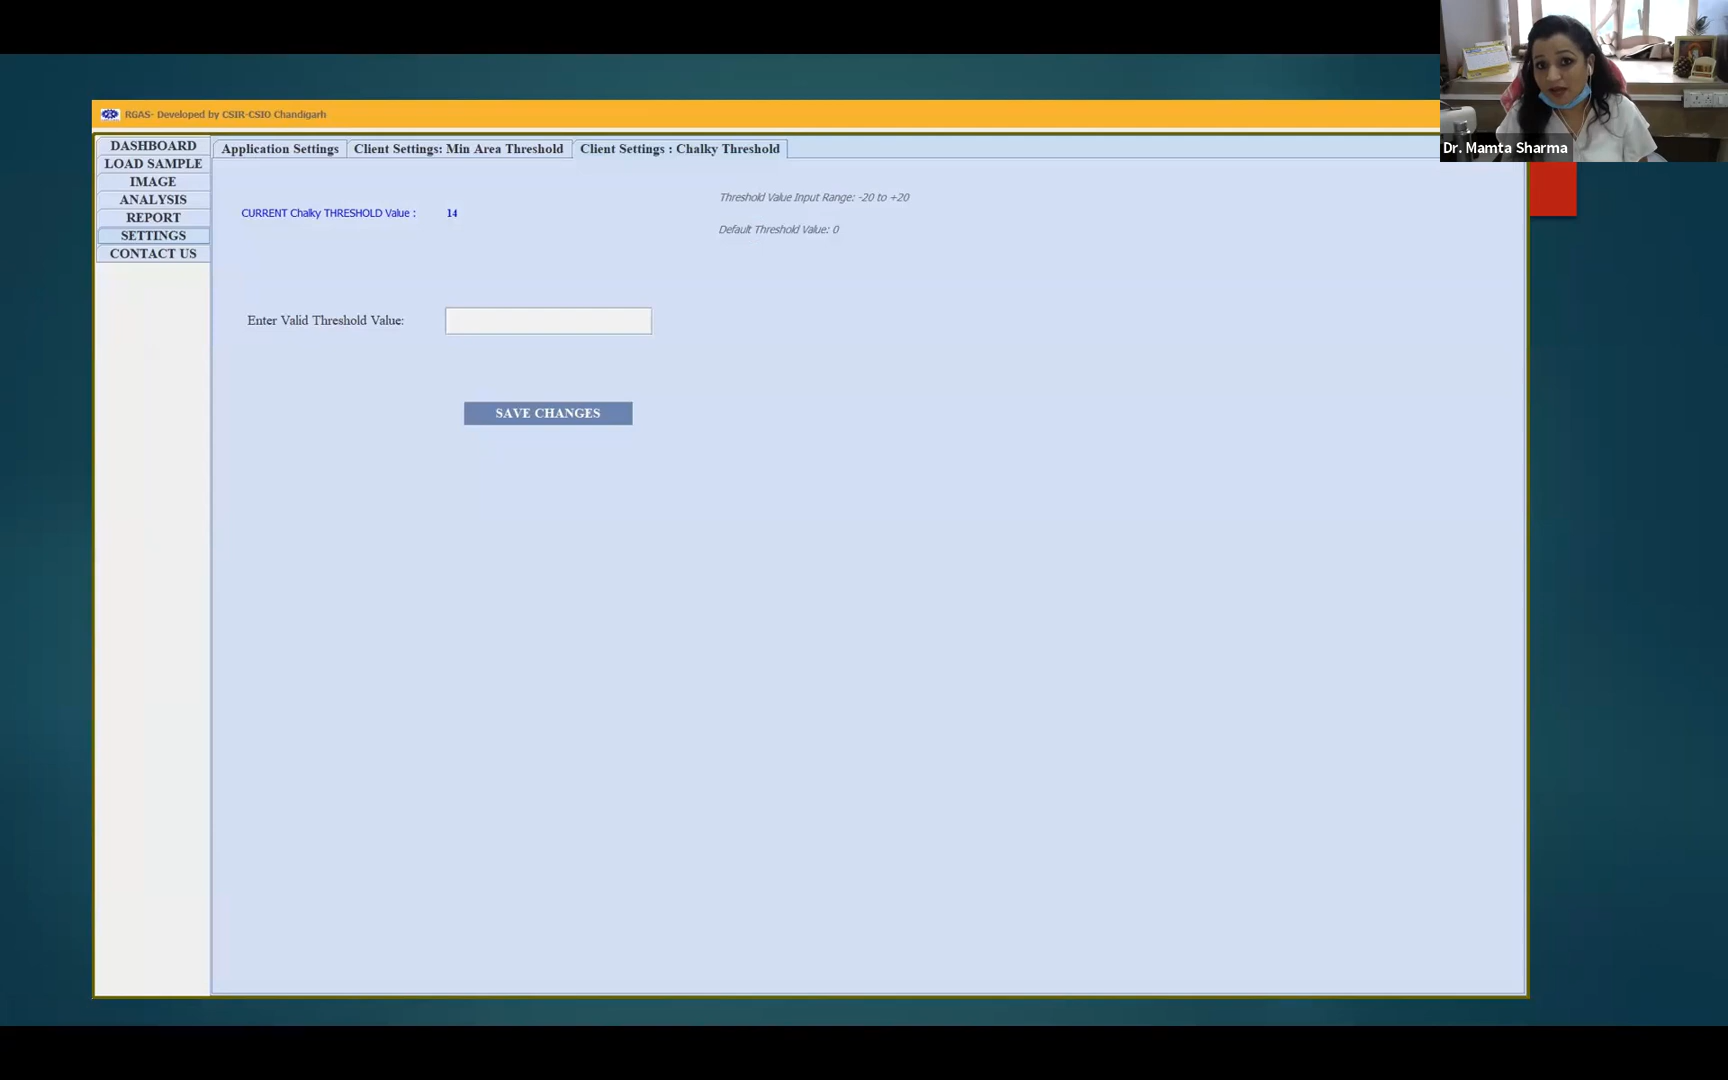 RGAS- Developed by CSIR-CSIO Chandigarh
DASHBOARD
LOAD SAMPLE
IMAGE
ANALYSIS
REPORT
SETTINGS
CONTACT US
Application Settings
Client Settings: Min Area Threshold
Client Settings : Chalky Threshold
CURRENT Chalky THRESHOLD Value : 14
Threshold Value Input Range: -20 to +20
Default Threshold Value: 0
Enter Valid Threshold Value:
SAVE CHANGES
Dr. Mamta Sharma